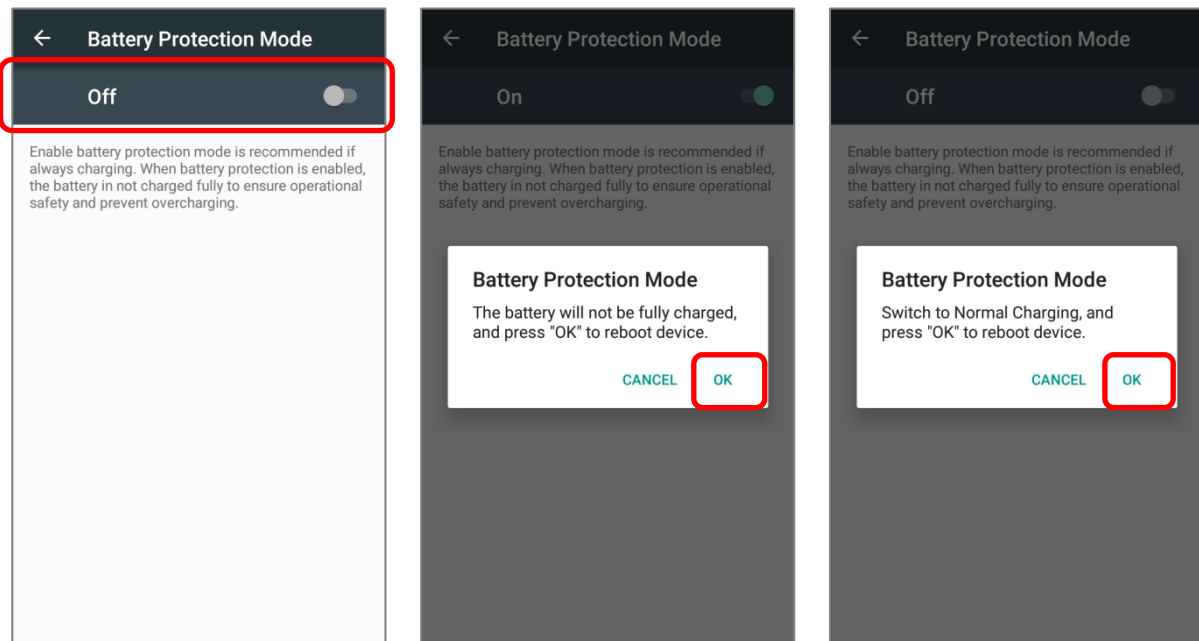 Battery Protection Mode
Off
Enable battery protection mode is recommended if
always charging. When battery protection is enabled,
the battery in not charged fully to ensure operational
safety and prevent overcharging.
Battery Protection Mode
On
Enable battery protection mode is recommended if
always charging. When battery protection is enabled,
the battery in not charged fully to ensure operational
safety and prevent overcharging.
Battery Protection Mode
The battery will not be fully charged,
and press "OK" to reboot device.
CANCEL OK
Battery Protection Mode
Off
Enable battery protection mode is recommended if
always charging. When battery protection is enabled,
the battery in not charged fully to ensure operational
safety and prevent overcharging.
Battery Protection Mode
Switch to Normal Charging, and
press "OK" to reboot device.
CANCEL OK